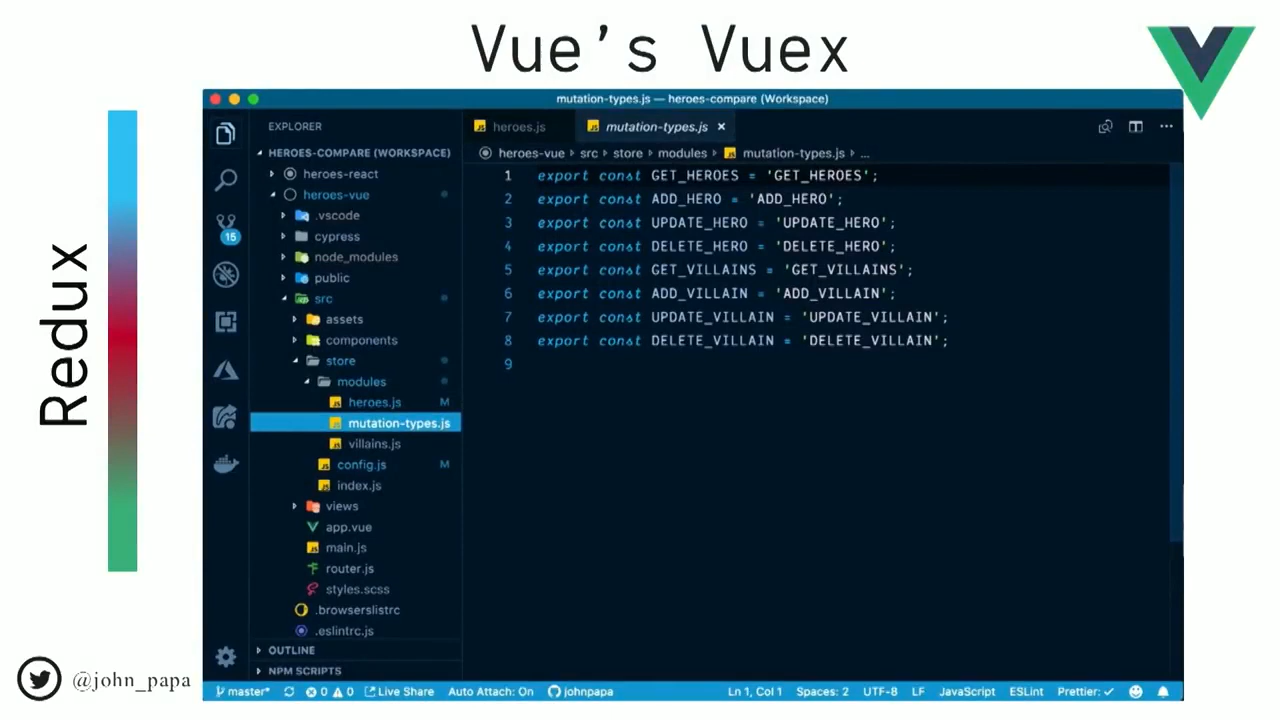 Vue's Vuex
Redux
mutation-types.js — heroes-compare (Workspace)
EXPLORER
HEROES-COMPARE (WORKSPACE)
heroes-react
heroes-vue
.vscode
cypress
node_modules
public
src
assets
components
store
modules
heroes.js M
mutation-types.js
villains.js
config.js M
index.js
views
app.vue
main.js
router.js
styles.scss
.browserslistrc
.eslintrc.js
OUTLINE
NPM SCRIPTS
15
heroes.js mutation-types.js ×
heroes-vue src store modules mutation-types.js ...
1 export const GET_HEROES = 'GET_HEROES';
2 export const ADD_HERO = 'ADD_HERO';
3 export const UPDATE_HERO = 'UPDATE_HERO';
4 export const DELETE_HERO = 'DELETE_HERO';
5 export const GET_VILLAINS = 'GET_VILLAINS';
6 export const ADD_VILLAIN = 'ADD_VILLAIN';
7 export const UPDATE_VILLAIN = 'UPDATE_VILLAIN';
8 export const DELETE_VILLAIN = 'DELETE_VILLAIN';
9
master* 0 0 Live Share Auto Attach: On johnpapa Ln 1, Col 1 Spaces: 2 UTF-8 LF JavaScript ESLint Prettier: ✓
@john_papa